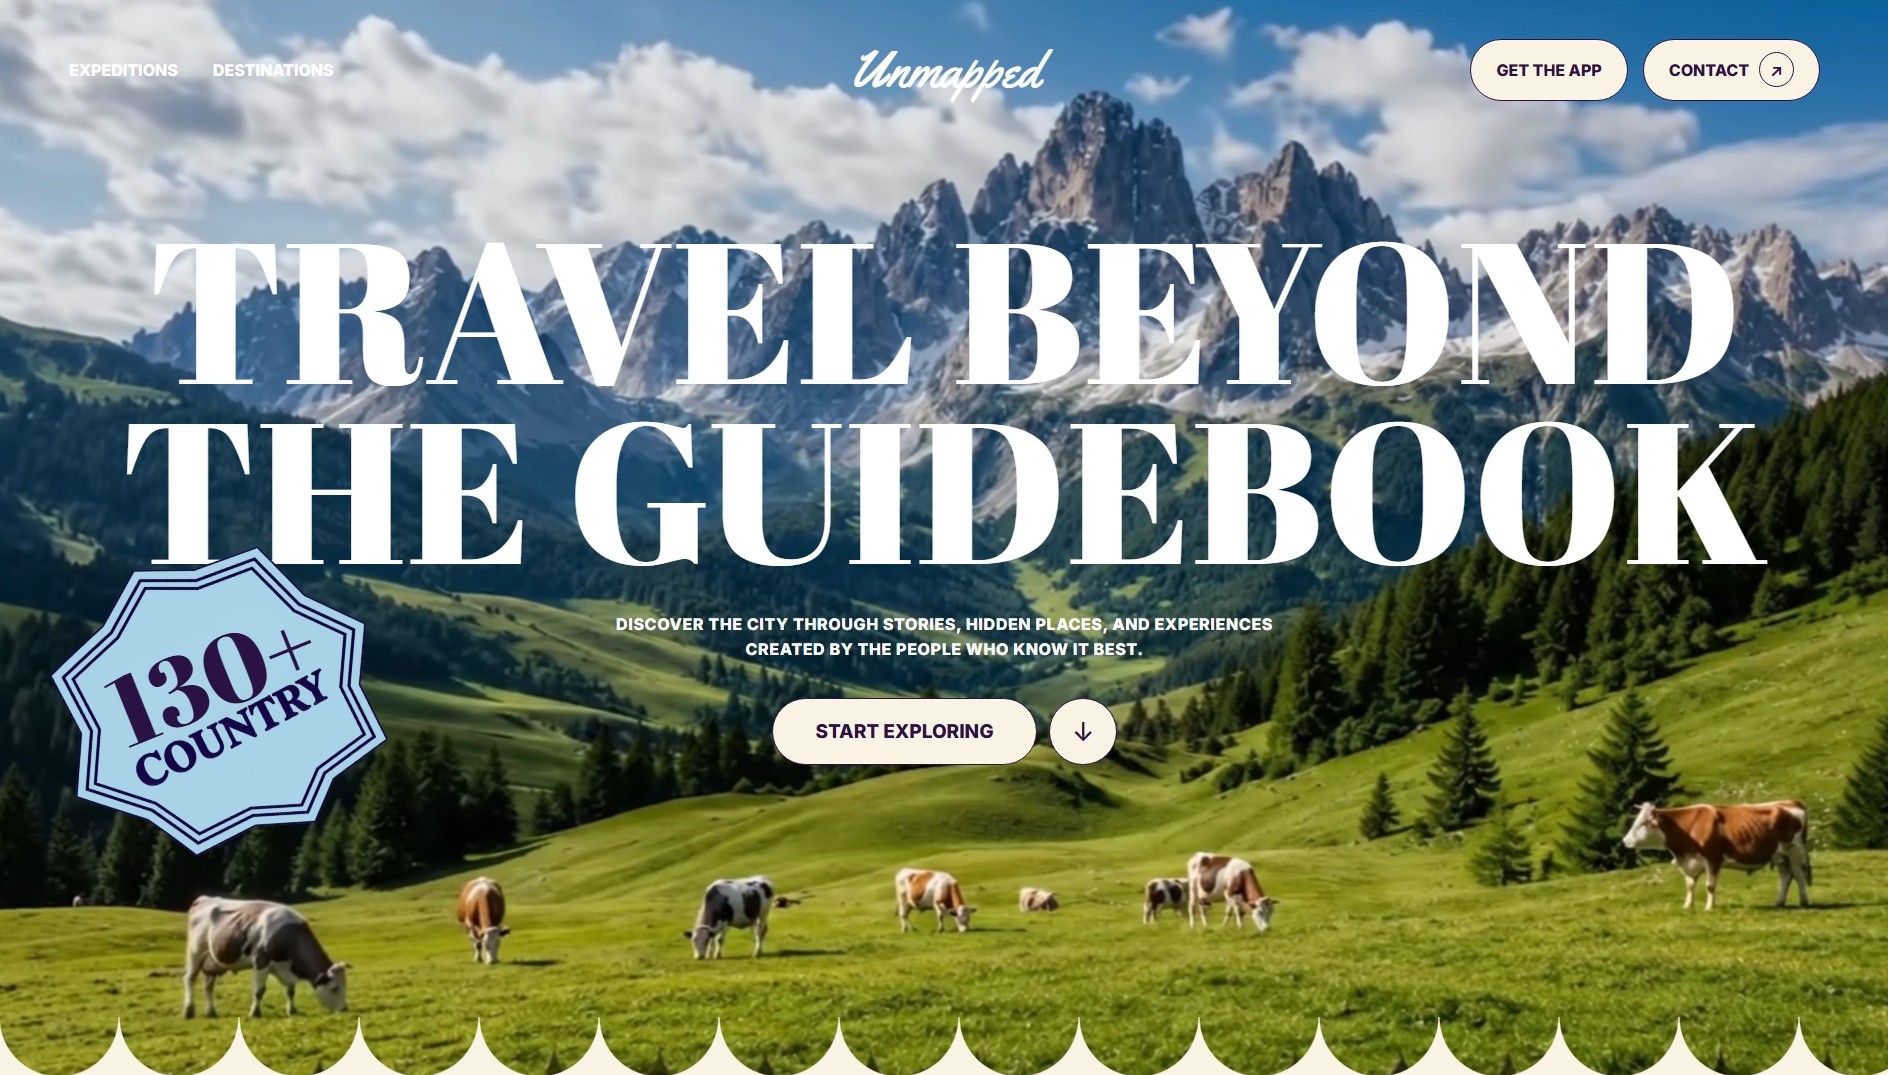 EXPEDITIONS
DESTINATIONS
Unmapped
GET THE APP
CONTACT
TRAVEL BEYOND
THE GUIDEBOOK
130+
COUNTRY
DISCOVER THE CITY THROUGH STORIES, HIDDEN PLACES, AND EXPERIENCES
CREATED BY THE PEOPLE WHO KNOW IT BEST.
START EXPLORING